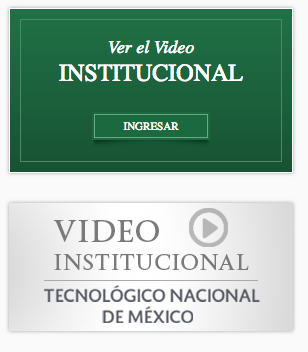 Ver el Video
INSTITUCIONAL
INGRESAR
VIDEO
INSTITUCIONAL
TECNOLÓGICO NACIONAL
DE MÉXICO